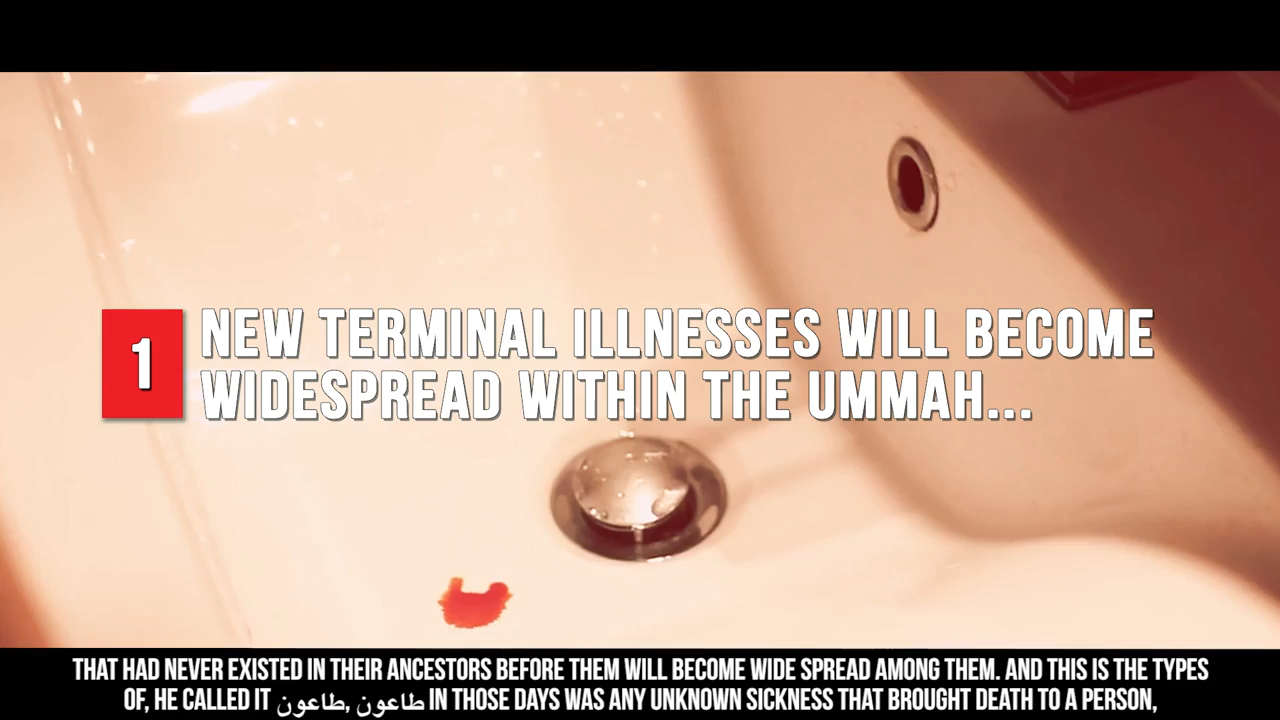 1
NEW TERMINAL ILLNESSES WILL BECOME
WIDESPREAD WITHIN THE UMMAH...
THAT HAD NEVER EXISTED IN THEIR ANCESTORS BEFORE THEM WILL BECOME WIDE SPREAD AMONG THEM. AND THIS IS THE TYPES
OF, HE CALLED IT طاعون, طاعون IN THOSE DAYS WAS ANY UNKNOWN SICKNESS THAT BROUGHT DEATH TO A PERSON,